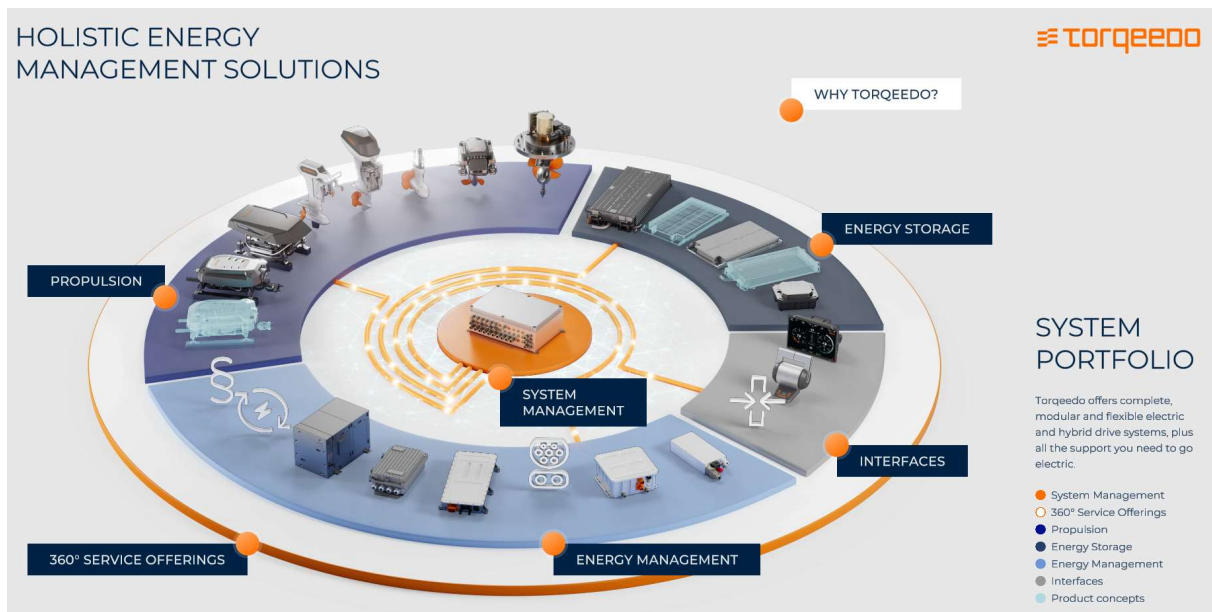 HOLISTIC ENERGY
MANAGEMENT SOLUTIONS
TORQEEDO
WHY TORQEEDO?
ENERGY STORAGE
PROPULSION
SYSTEM
MANAGEMENT
INTERFACES
360° SERVICE OFFERINGS
ENERGY MANAGEMENT
SYSTEM
PORTFOLIO
Torqeedo offers complete,
modular and flexible electric
and hybrid drive systems, plus
all the support you need to go
electric.
System Management
360° Service Offerings
Propulsion
Energy Storage
Energy Management
Interfaces
Product concepts